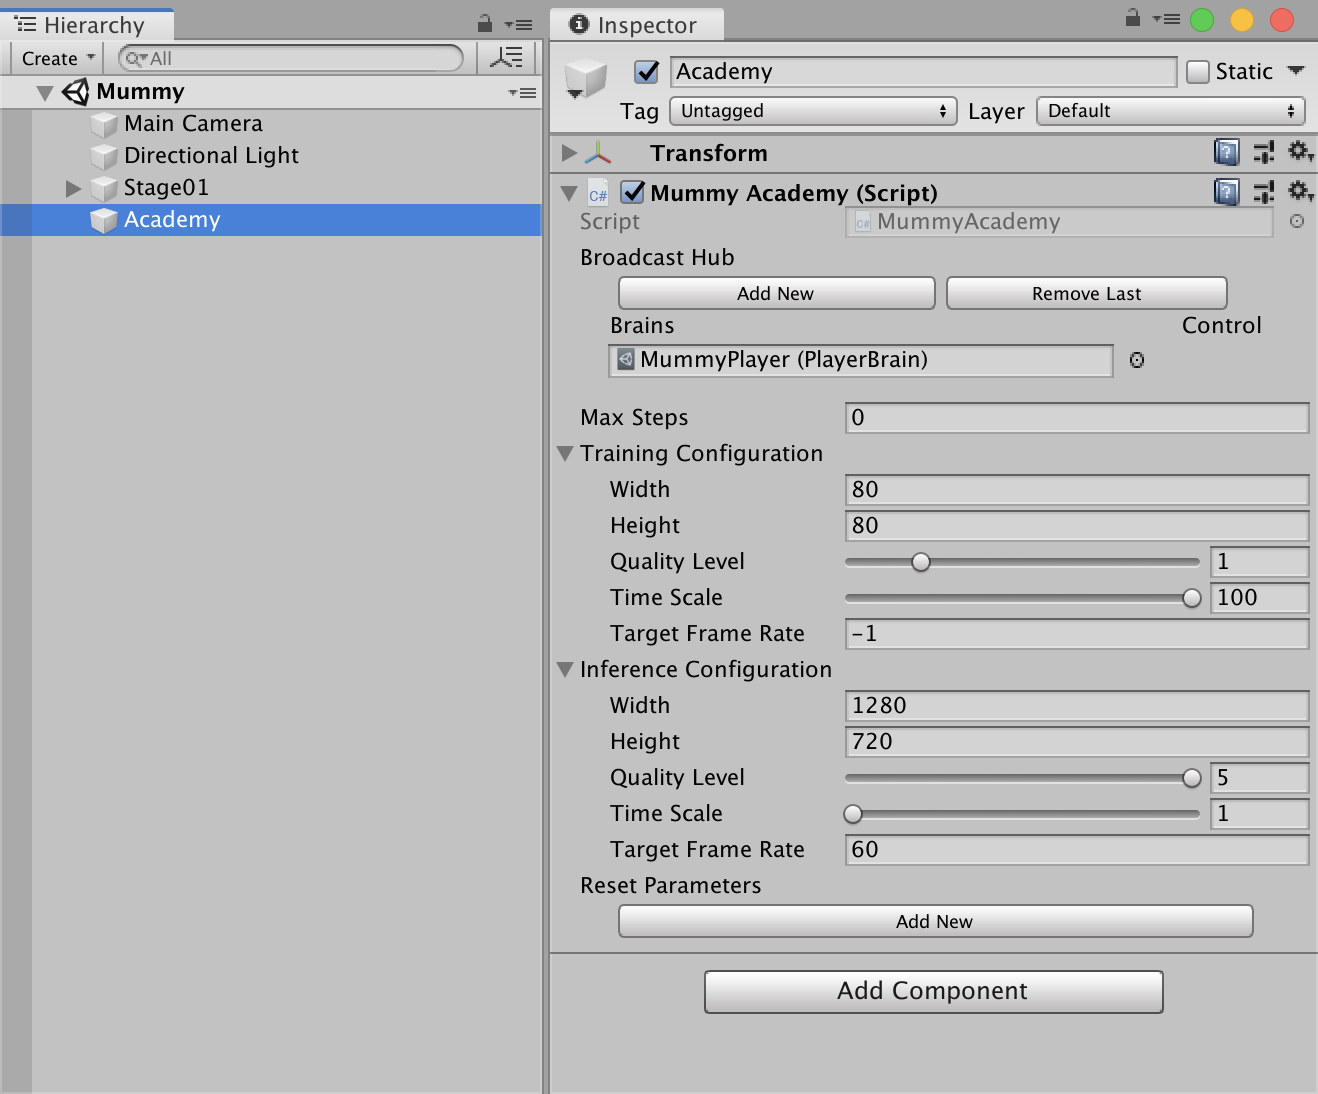 Hierarchy
Create
All
Mummy
Main Camera
Directional Light
Stage01
Academy
Inspector
Academy
Static
Tag Untagged Layer Default
Transform
Mummy Academy (Script)
Script MummyAcademy
Broadcast Hub
Add New Remove Last
Brains Control
MummyPlayer (PlayerBrain)
Max Steps 0
Training Configuration
Width 80
Height 80
Quality Level 1
Time Scale 100
Target Frame Rate -1
Inference Configuration
Width 1280
Height 720
Quality Level 5
Time Scale 1
Target Frame Rate 60
Reset Parameters
Add New
Add Component